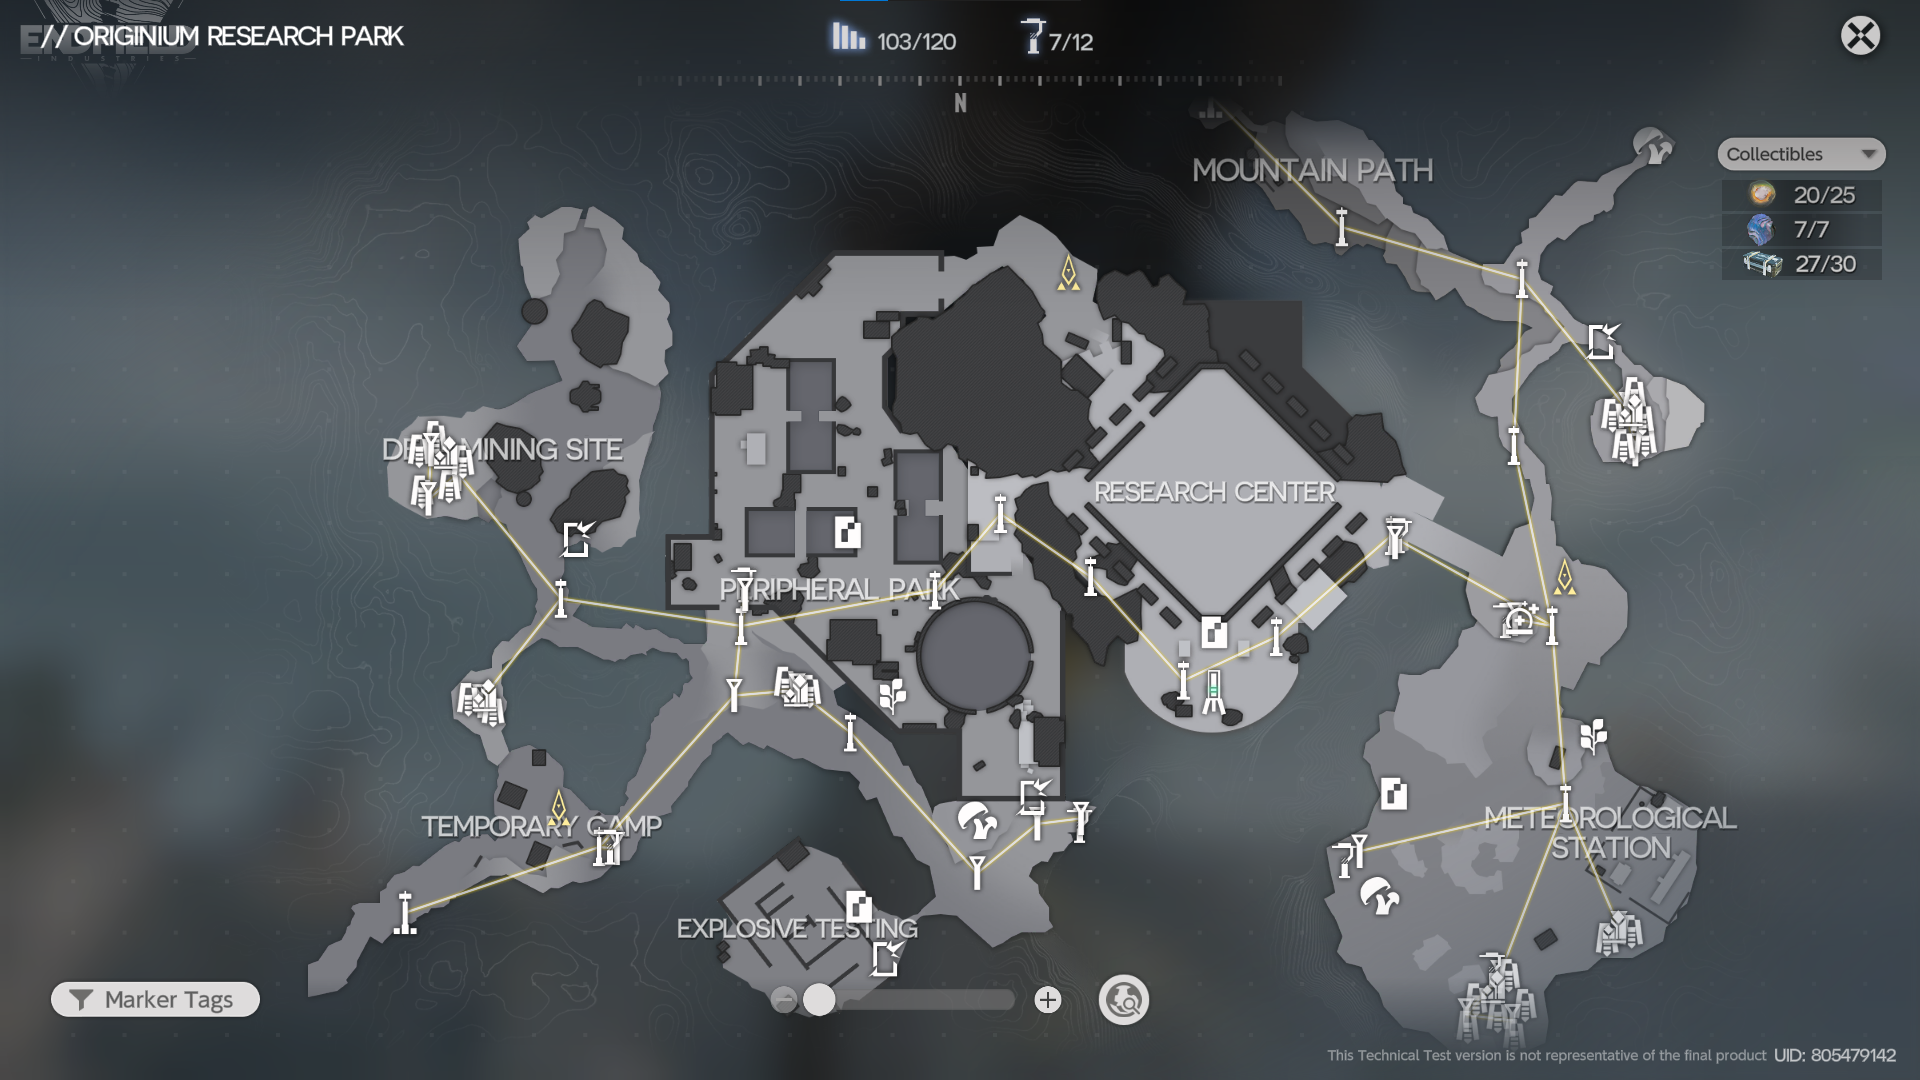 // ORIGINIUM RESEARCH PARK
103/120
7/12
N
Collectibles
20/25
7/7
27/30
MOUNTAIN PATH
MINING SITE
RESEARCH CENTER
PERIPHERAL PARK
TEMPORARY CAMP
METEOROLOGICAL
STATION
EXPLOSIVE TESTING
Marker Tags
This Technical Test version is not representative of the final product UID: 805479142